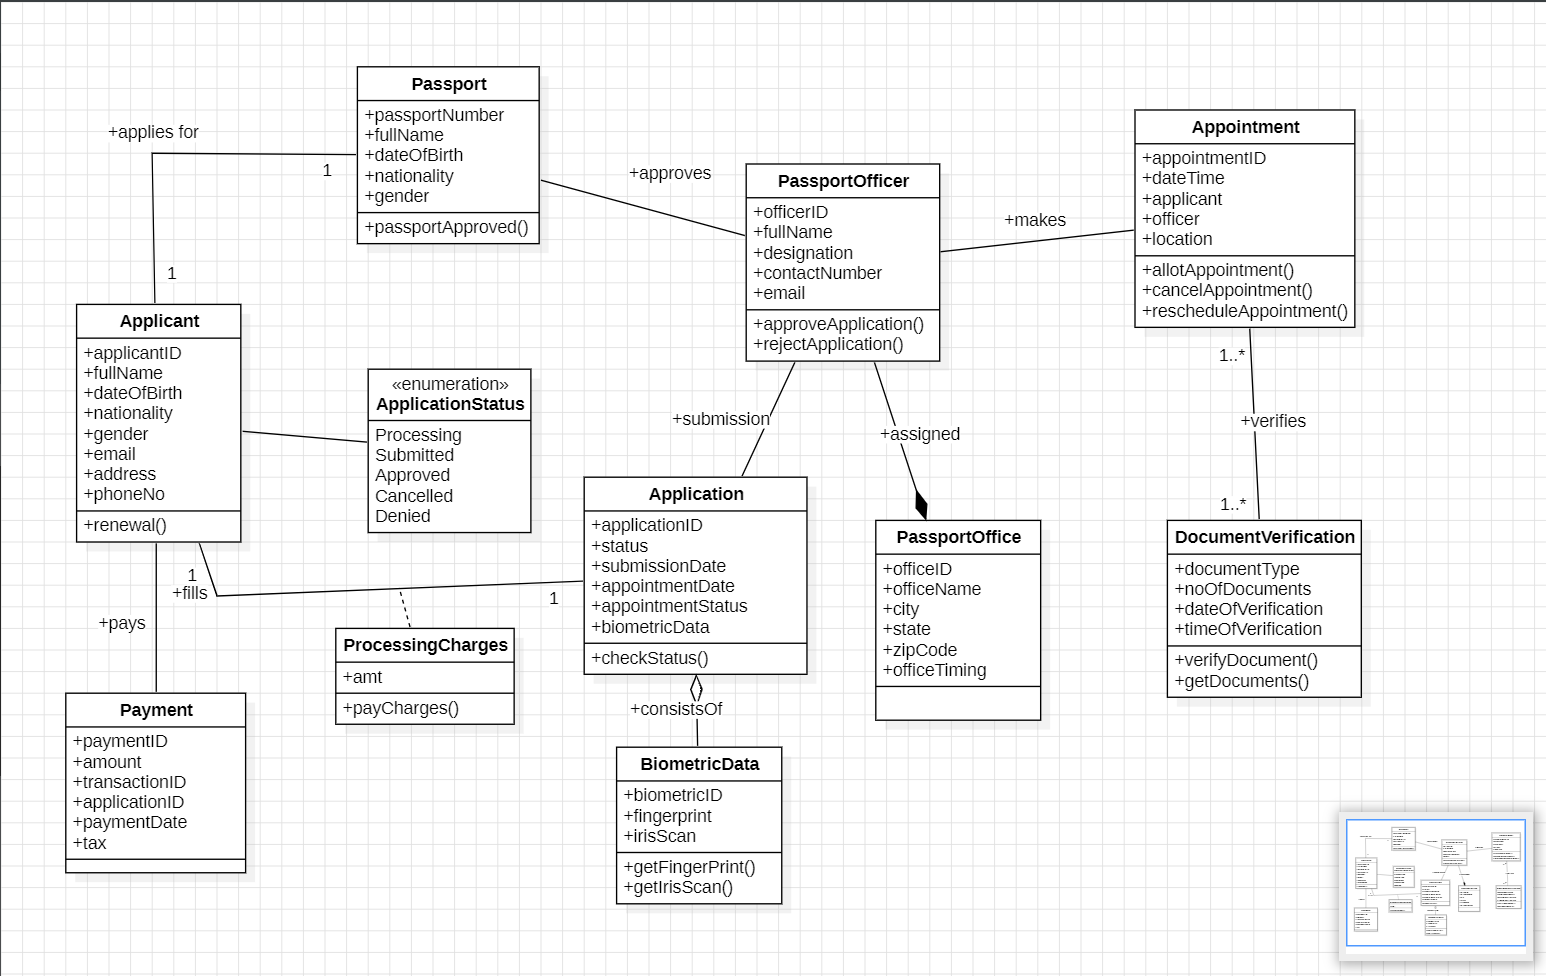 Passport
+passportNumber
+fullName
+dateOfBirth
+nationality
+gender
+passportApproved()
+applies for
1
1
+approves
PassportOfficer
+officerID
+fullName
+designation
+contactNumber
+email
+approveApplication()
+rejectApplication()
+makes
Appointment
+appointmentID
+dateTime
+applicant
+officer
+location
+allotAppointment()
+cancelAppointment()
+rescheduleAppointment()
Applicant
+applicantID
+fullName
+dateOfBirth
+nationality
+gender
+email
+address
+phoneNo
+renewal()
«enumeration»
ApplicationStatus
Processing
Submitted
Approved
Cancelled
Denied
+submission
+assigned
1..*
+verifies
1..*
Application
+applicationID
+status
+submissionDate
+appointmentDate
+appointmentStatus
+biometricData
+checkStatus()
PassportOffice
+officeID
+officeName
+city
+state
+zipCode
+officeTiming
DocumentVerification
+documentType
+noOfDocuments
+dateOfVerification
+timeOfVerification
+verifyDocument()
+getDocuments()
1
+fills
1
+pays
ProcessingCharges
+amt
+payCharges()
Payment
+paymentID
+amount
+transactionID
+applicationID
+paymentDate
+tax
+consistsOf
BiometricData
+biometricID
+fingerprint
+irisScan
+getFingerPrint()
+getIrisScan()